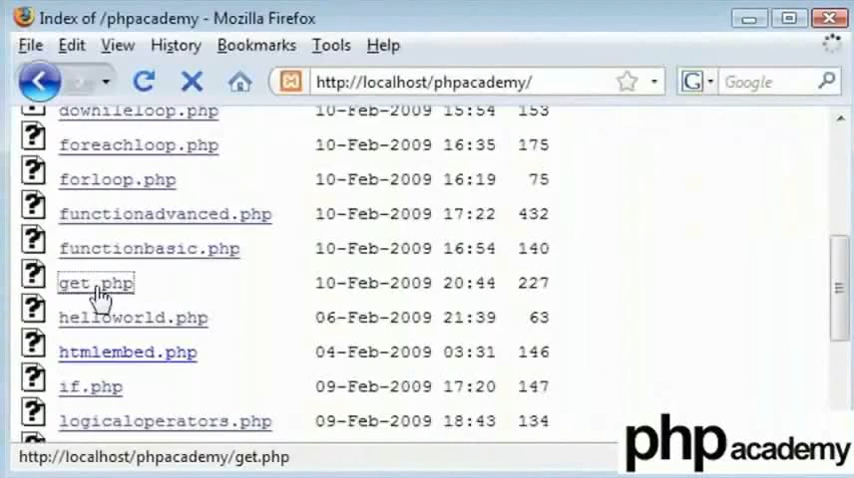 Index of /phpacademy - Mozilla Firefox
File Edit View History Bookmarks Tools Help
http://localhost/phpacademy/ G Google
dowhileloop.php 10-Feb-2009 15:54 153
? foreachloop.php 10-Feb-2009 16:35 175
? forloop.php 10-Feb-2009 16:19 75
? functionadvanced.php 10-Feb-2009 17:22 432
? functionbasic.php 10-Feb-2009 16:54 140
? get.php 10-Feb-2009 20:44 227
? helloworld.php 06-Feb-2009 21:39 63
? htmlembed.php 04-Feb-2009 03:31 146
? if.php 09-Feb-2009 17:20 147
? logicaloperators.php 09-Feb-2009 18:43 134
http://localhost/phpacademy/get.php
php academy